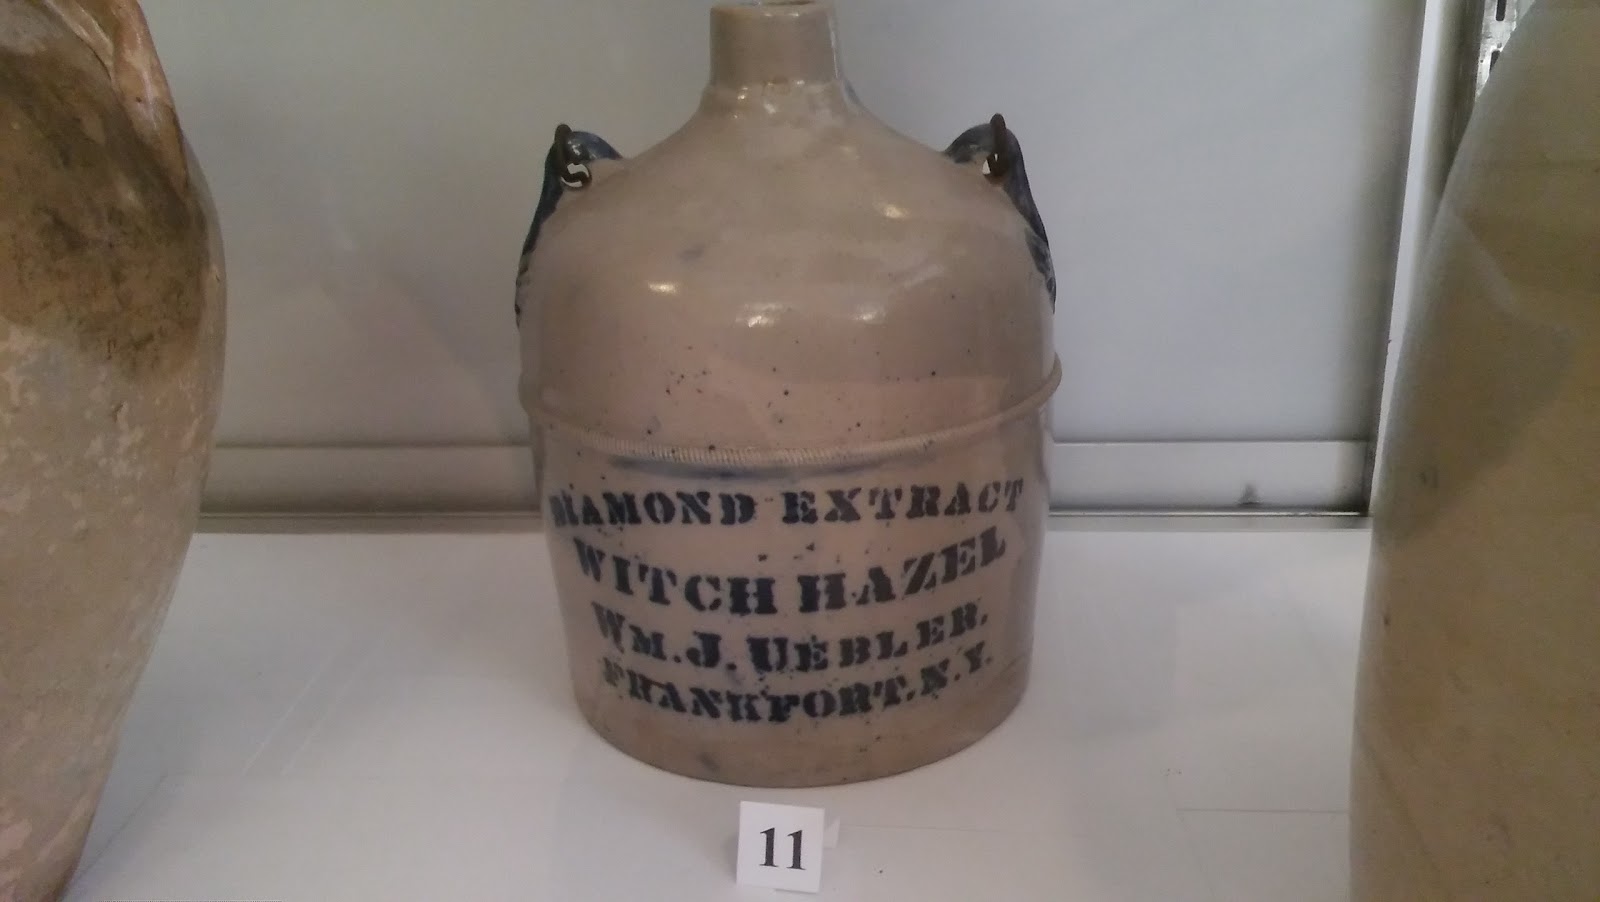 DIAMOND EXTRACT
WITCH HAZEL
WM. J. UEBLER.
FRANKFORT. N.Y.
11